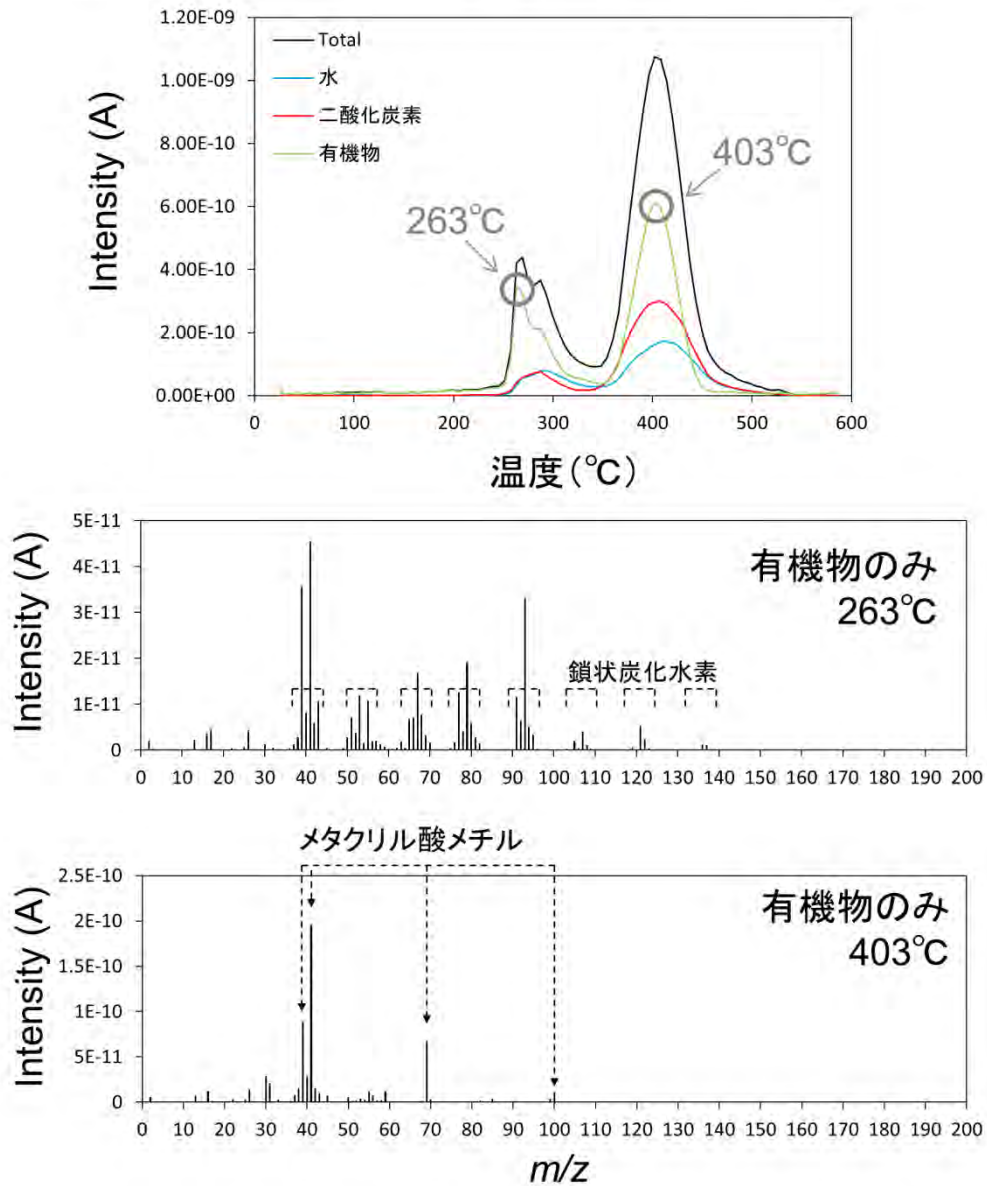 1.20E-09
1.00E-09
8.00E-10
6.00E-10
4.00E-10
2.00E-10
0.00E+00
Intensity (A)
Total
水
二酸化炭素
有機物
263℃
403℃
0 100 200 300 400 500 600
温度(℃)
5E-11
4E-11
3E-11
2E-11
1E-11
0
Intensity (A)
有機物のみ
263℃
鎖状炭化水素
0 10 20 30 40 50 60 70 80 90 100 110 120 130 140 150 160 170 180 190 200
メタクリル酸メチル
2.5E-10
2E-10
1.5E-10
1E-10
5E-11
0
Intensity (A)
有機物のみ
403℃
0 10 20 30 40 50 60 70 80 90 100 110 120 130 140 150 160 170 180 190 200
m/z